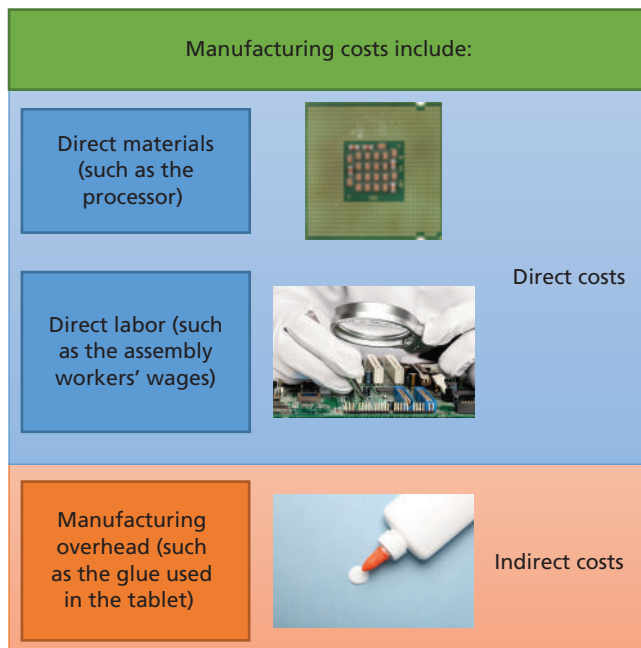 Manufacturing costs include:
Direct materials
(such as the
processor)
Direct costs
Direct labor (such
as the assembly
workers’ wages)
Manufacturing
overhead (such
as the glue used
in the tablet)
Indirect costs